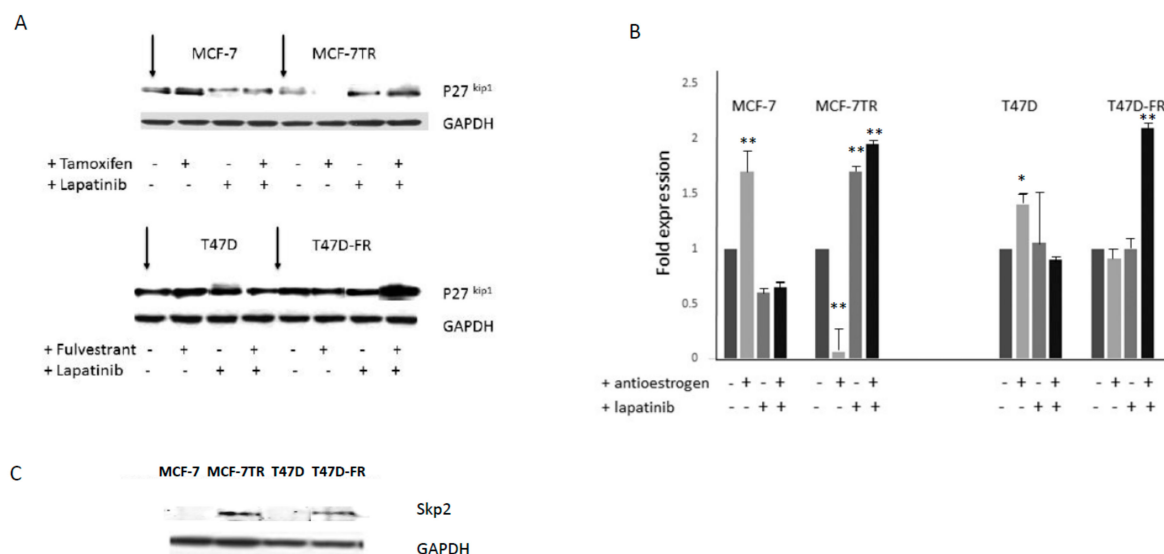 A
MCF-7 MCF-7TR
P27 kip1
GAPDH
+ Tamoxifen - + - + - + - +
+ Lapatinib - - + + - - + +
T47D T47D-FR
P27 kip1
GAPDH
+ Fulvestrant - + - + - + - +
+ Lapatinib - - + + - - + +
B
2.5
MCF-7 MCF-7TR T47D T47D-FR
2
1.5
1
0.5
0
Fold expression
** ** ** ** * **
+ antioestrogen - + - + - + - + - + - + - + - +
+ lapatinib - - + + - - + + - - + + - - + +
C
MCF-7 MCF-7TR T47D T47D-FR
Skp2
GAPDH